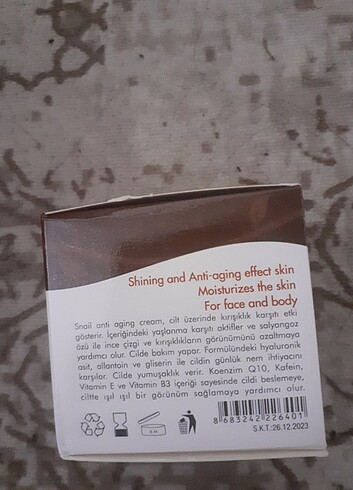 Shining and Anti-aging effect skin
Moisturizes the skin
For face and body
Snail anti aging cream, cilt üzerinde kırışıklık karşıtı etki
gösterir. İçeriğindeki yaşlanma karşıtı aktifler ve salyangoz
özü ile ince çizgi ve kırışıklıkların görünümünü azaltmaya
yardımcı olur. Cilde bakım yapar. Formülündeki hyaluronik
asit, allantoin ve gliserin ile cildin günlük nem ihtiyacını
karşılar. Cilde yumuşaklık verir. Koenzim Q10, Kafein,
Vitamin E ve Vitamin B3 içeriği sayesinde cildi beslemeye,
ciltte ışıl ışıl bir görünüm sağlamaya yardımcı olur.
8 683242 226401
S.K.T.:26.12.2023